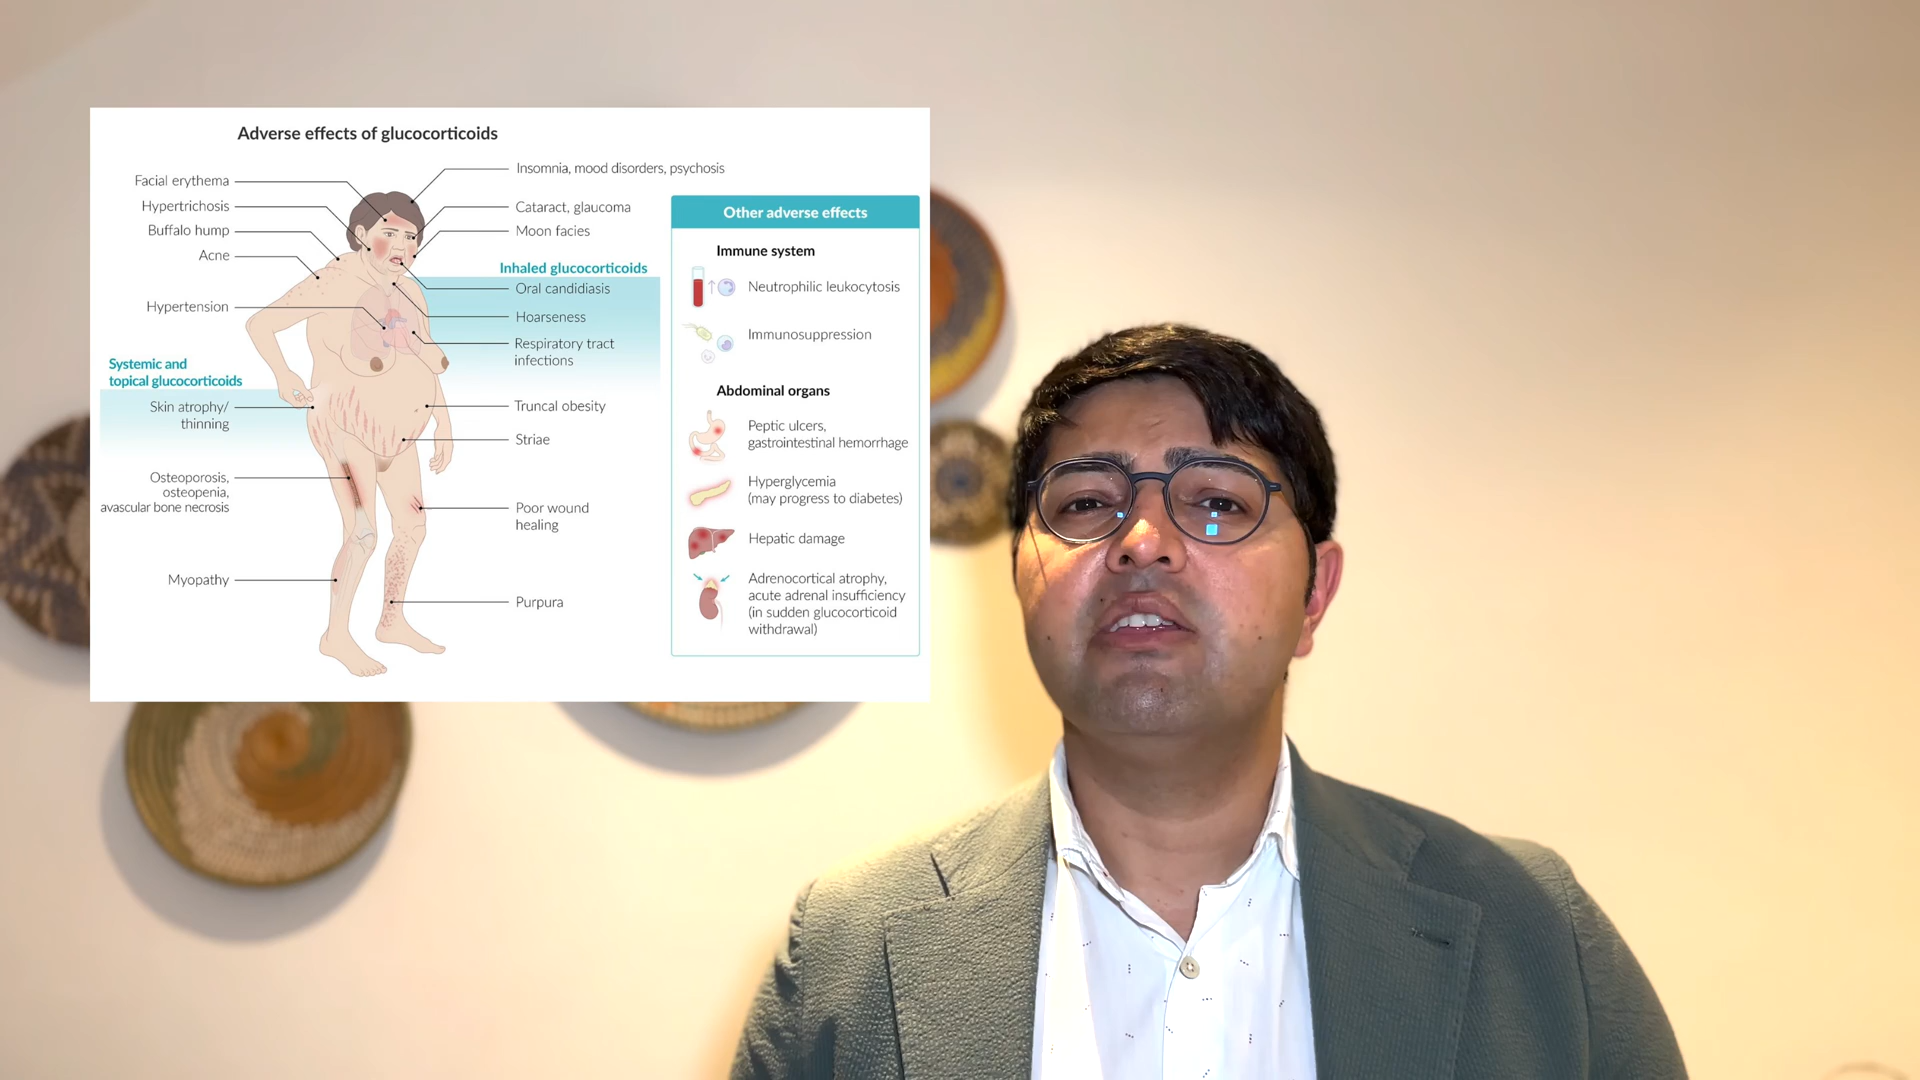 Adverse effects of glucocorticoids
Facial erythema
Hypertrichosis
Buffalo hump
Acne
Hypertension
Systemic and
topical glucocorticoids
Skin atrophy/
thinning
Osteoporosis,
osteopenia,
avascular bone necrosis
Myopathy
Insomnia, mood disorders, psychosis
Cataract, glaucoma
Moon facies
Inhaled glucocorticoids
Oral candidiasis
Hoarseness
Respiratory tract
infections
Truncal obesity
Striae
Poor wound
healing
Purpura
Other adverse effects
Immune system
Neutrophilic leukocytosis
Immunosuppression
Abdominal organs
Peptic ulcers,
gastrointestinal hemorrhage
Hyperglycemia
(may progress to diabetes)
Hepatic damage
Adrenocortical atrophy,
acute adrenal insufficiency
(in sudden glucocorticoid
withdrawal)